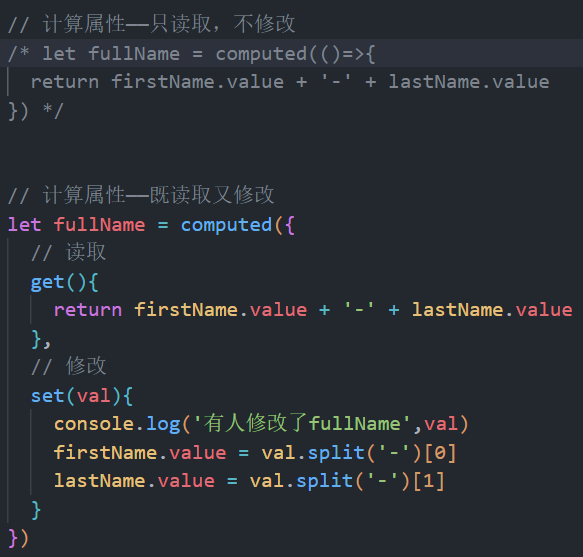 // 计算属性——只读取，不修改
/* let fullName = computed(()=>{
  return firstName.value + '-' + lastName.value
}) */
// 计算属性——既读取又修改
let fullName = computed({
  // 读取
  get(){
    return firstName.value + '-' + lastName.value
  },
  // 修改
  set(val){
    console.log('有人修改了fullName',val)
    firstName.value = val.split('-')[0]
    lastName.value = val.split('-')[1]
  }
})